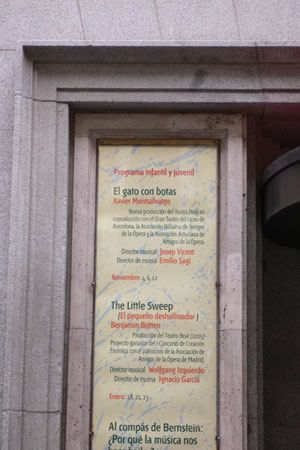 Programa infantil y juvenil
El gato con botas
Xavier Montsalvatge
Nueva producción del Teatro Real en
coproducción con el Gran Teatro del Liceo de
Barcelona, la Asociación Bilbaína de Amigos
de la Ópera y la Asociación Asturiana de
Amigos de la Ópera.
Director musical Josep Vicent
Director de escena Emilio Sagi
Noviembre: 4, 6, 12
The Little Sweep
(El pequeño deshollinador)
Benjamin Britten
Producción del Teatro Real (2005)
Proyecto ganador del I Concurso de Creación
Escénica con el patrocinio de la Asociación de
Amigos de la Ópera de Madrid.
Director musical Wolfgang Izquierdo
Director de escena Ignacio García
Enero: 18, 21, 23
Al compás de Bernstein:
¿Por qué la música nos